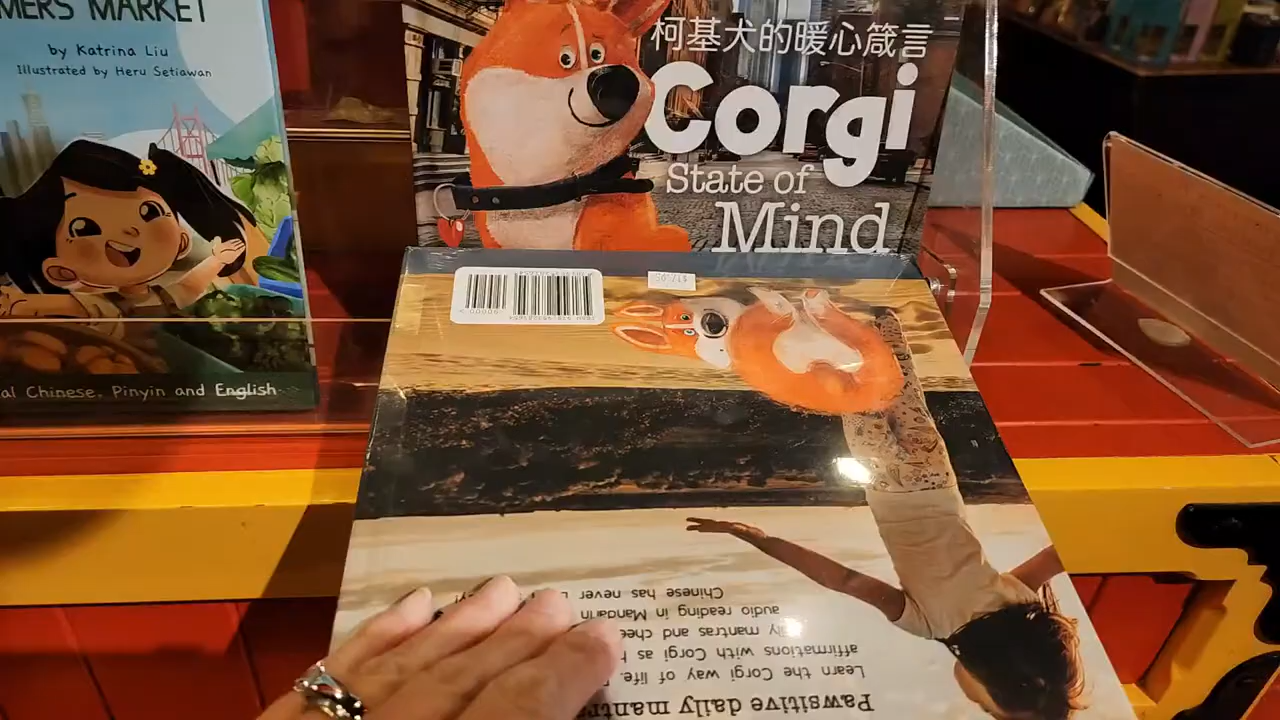 MERS MARKET
by Katrina Liu
Illustrated by Heru Setiawan
al Chinese, Pinyin and English
柯基犬的暖心箴言
Corgi
State of
Mind
Pawsitive daily mantr
Learn the Corgi way of life.
affirmations with Corgi as
ly mantras and chee
audio reading in Mandarin
Chinese has never